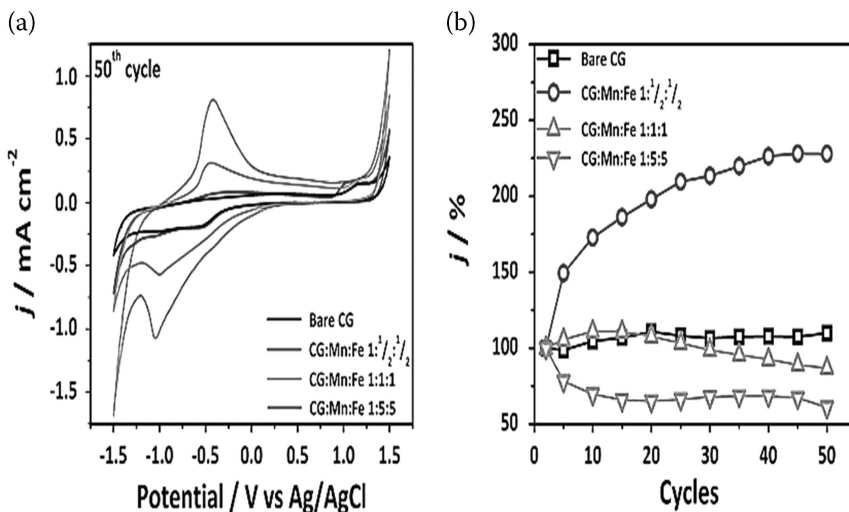 (a)
50th cycle
1.0
0.5
0.0
-0.5
-1.0
-1.5
j / mA cm-2
Bare CG
CG:Mn:Fe 1:1/2:1/2
CG:Mn:Fe 1:1:1
CG:Mn:Fe 1:5:5
-1.5 -1.0 -0.5 0.0 0.5 1.0 1.5
Potential / V vs Ag/AgCl
(b)
300
250
200
150
100
50
j / %
Bare CG
CG:Mn:Fe 1:1/2:1/2
CG:Mn:Fe 1:1:1
CG:Mn:Fe 1:5:5
0 10 20 30 40 50
Cycles